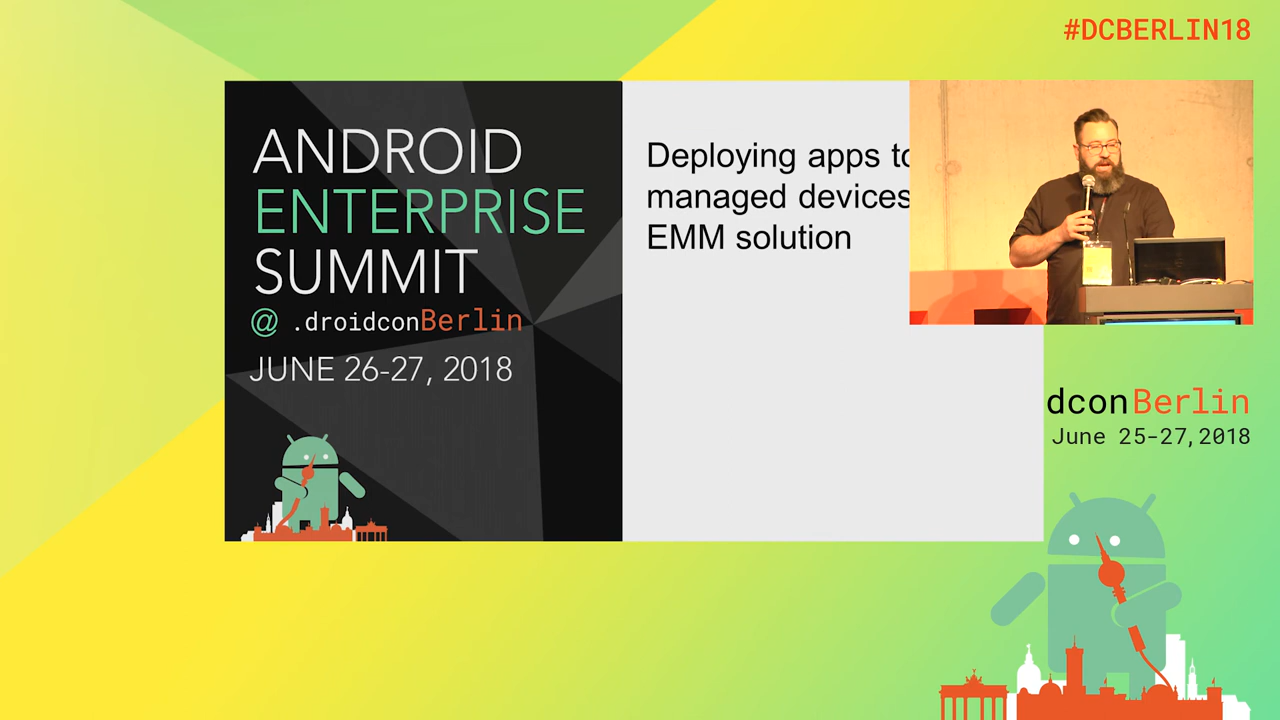 #DCBERLIN18
ANDROID
ENTERPRISE
SUMMIT
@ .droidconBerlin
JUNE 26-27, 2018
Deploying apps to
managed devices
EMM solution
dconBerlin
June 25-27,2018